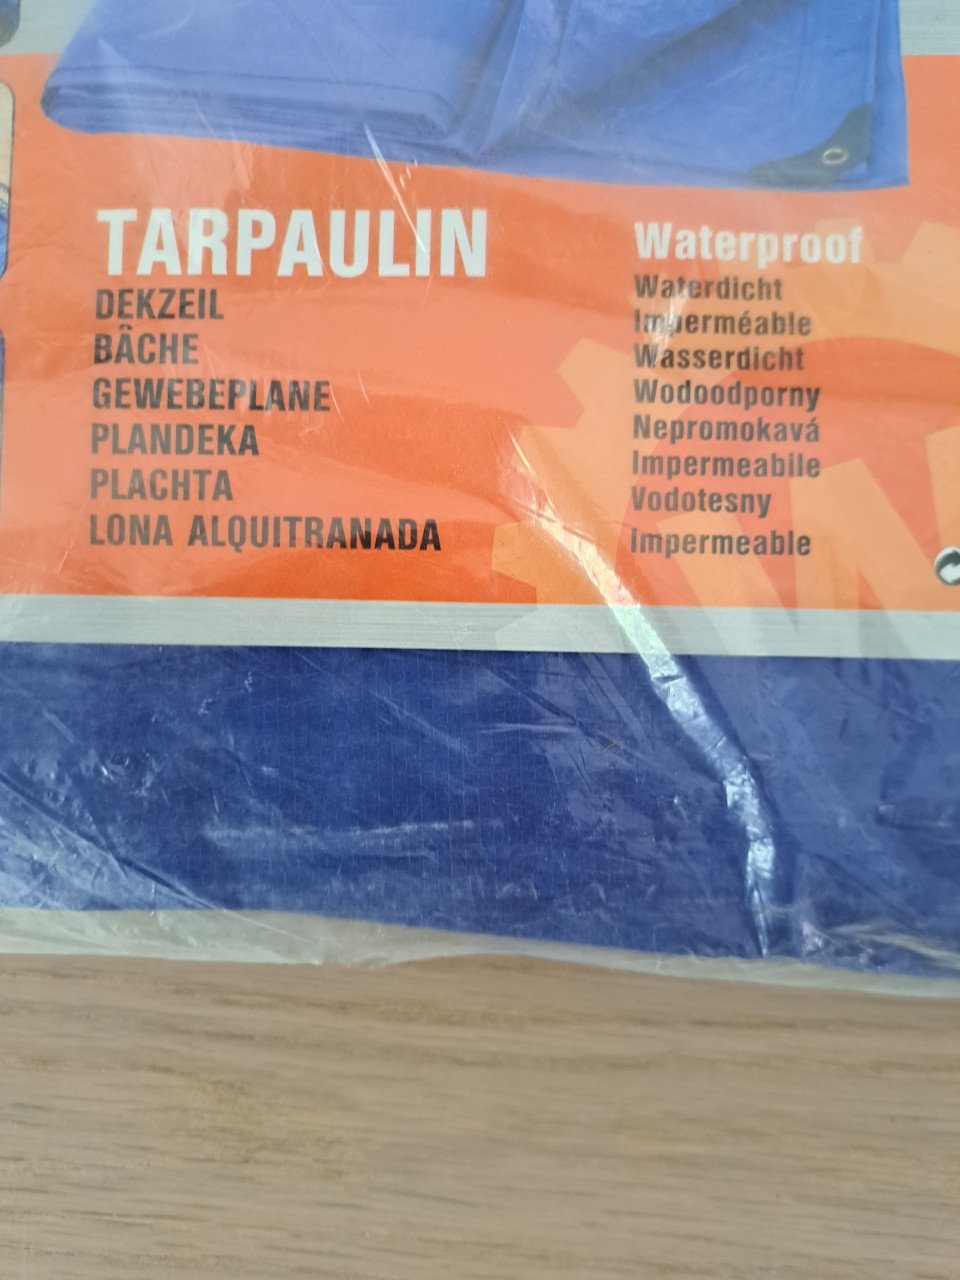 TARPAULIN
DEKZEIL
BÂCHE
GEWEBEPLANE
PLANDEKA
PLACHTA
LONA ALQUITRANADA
Waterproof
Waterdicht
Imperméable
Wasserdicht
Wodoodporny
Nepromokavá
Impermeabile
Vodotesny
Impermeable